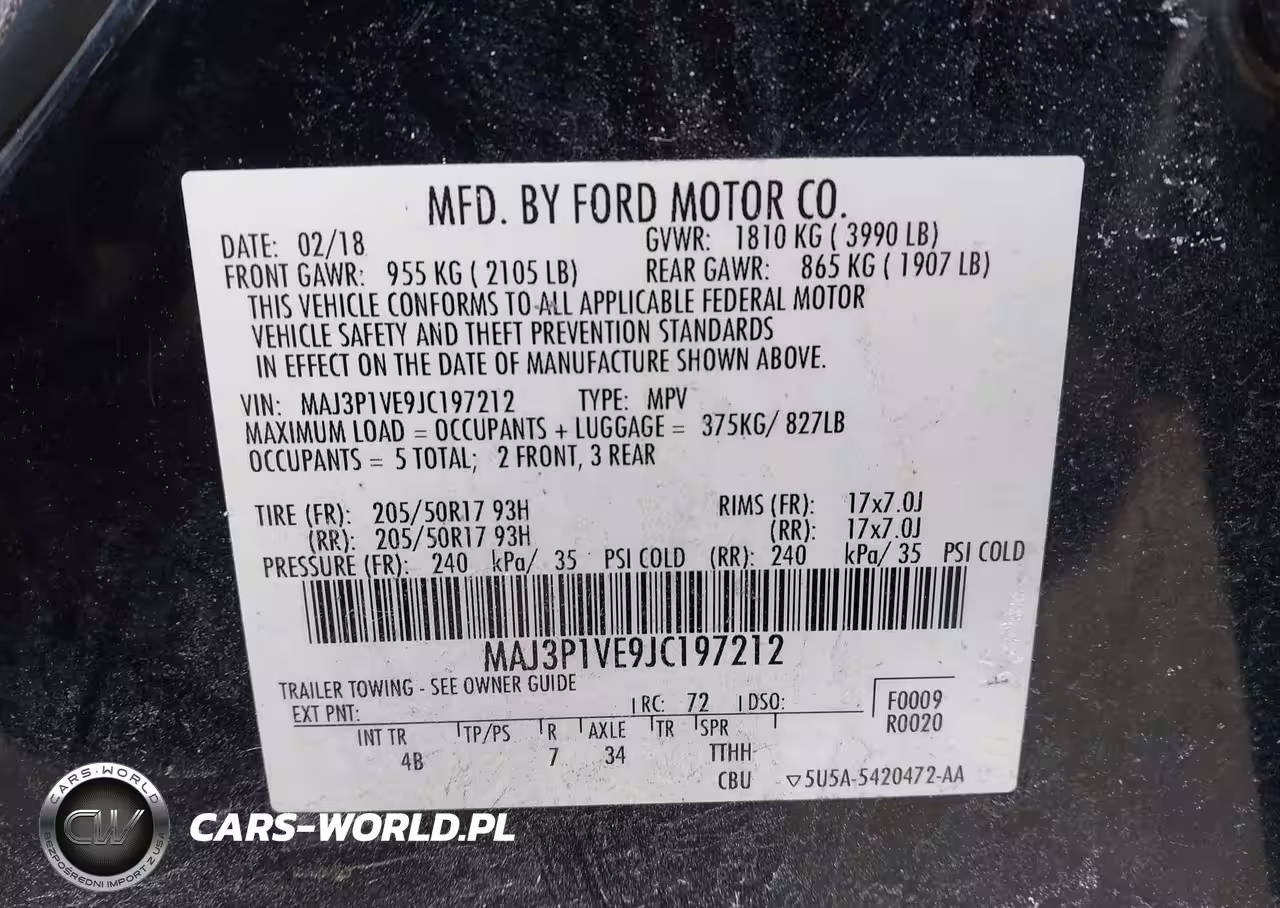 MFD. BY FORD MOTOR CO.
DATE: 02/18 GVWR: 1810 KG ( 3990 LB)
FRONT GAWR: 955 KG ( 2105 LB) REAR GAWR: 865 KG ( 1907 LB)
THIS VEHICLE CONFORMS TO ALL APPLICABLE FEDERAL MOTOR
VEHICLE SAFETY AND THEFT PREVENTION STANDARDS
IN EFFECT ON THE DATE OF MANUFACTURE SHOWN ABOVE.
VIN: MAJ3P1VE9JC197212 TYPE: MPV
MAXIMUM LOAD = OCCUPANTS + LUGGAGE = 375KG/ 827LB
OCCUPANTS = 5 TOTAL; 2 FRONT, 3 REAR
TIRE (FR): 205/50R17 93H RIMS (FR): 17x7.0J
(RR): 205/50R17 93H (RR): 17x7.0J
PRESSURE (FR): 240 kPa/ 35 PSI COLD (RR): 240 kPa/ 35 PSI COLD
MAJ3P1VE9JC197212
TRAILER TOWING - SEE OWNER GUIDE
EXT PNT: RC: 72 DSO: F0009
R0020
INT TR TP/PS R AXLE TR SPR
4B 7 34 TTHH
CBU 5U5A-5420472-AA
CARS-WORLD
CW
BEZPOŚREDNI IMPORT Z USA
CARS-WORLD.PL